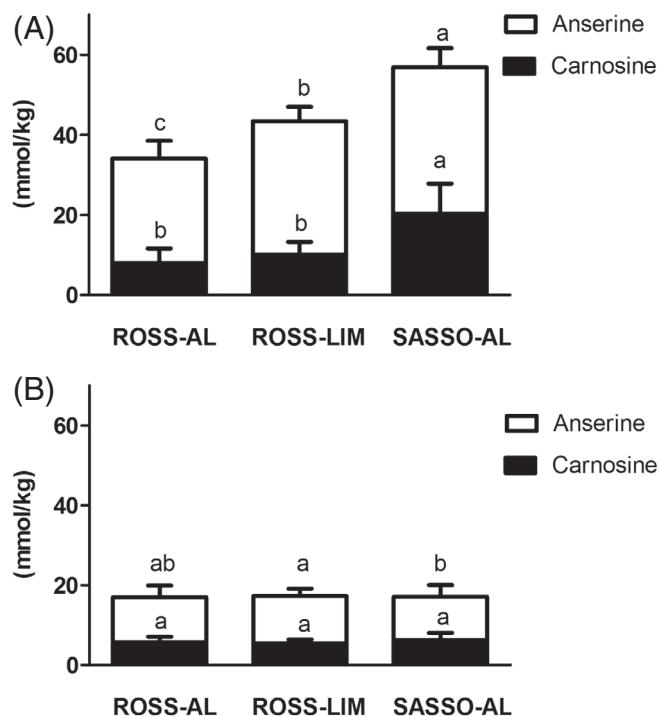 (A)
60
40
20
0
(mmol/kg)
c
b
b
b
a
a
Anserine
Carnosine
ROSS-AL ROSS-LIM SASSO-AL
(B)
60
40
20
0
(mmol/kg)
ab
a
a
a
b
a
Anserine
Carnosine
ROSS-AL ROSS-LIM SASSO-AL